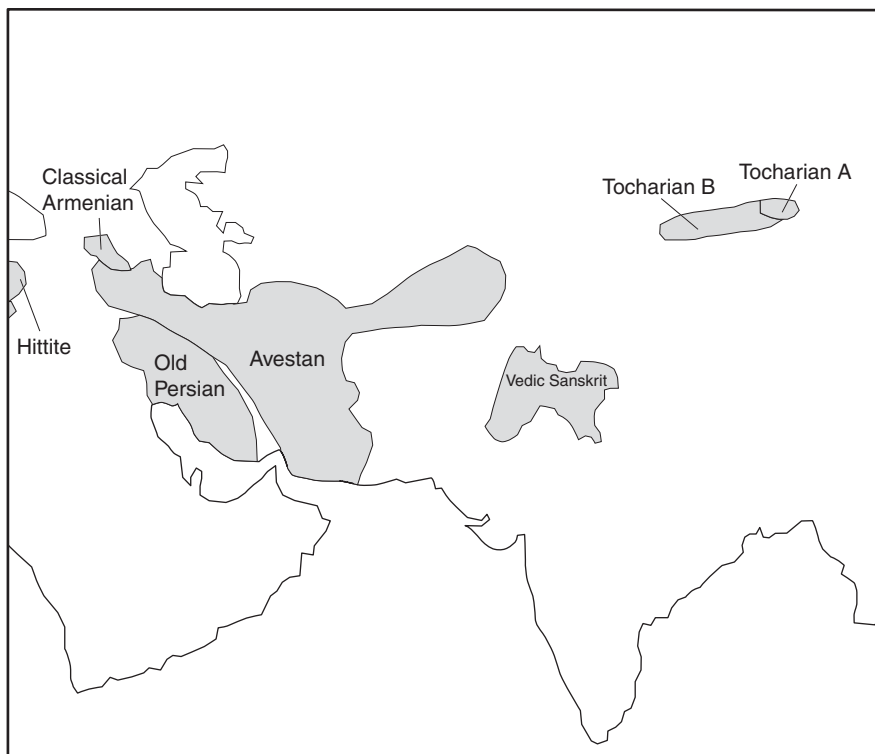 Classical
Armenian
Tocharian A
Tocharian B
Hittite
Old
Persian
Avestan
Vedic Sanskrit